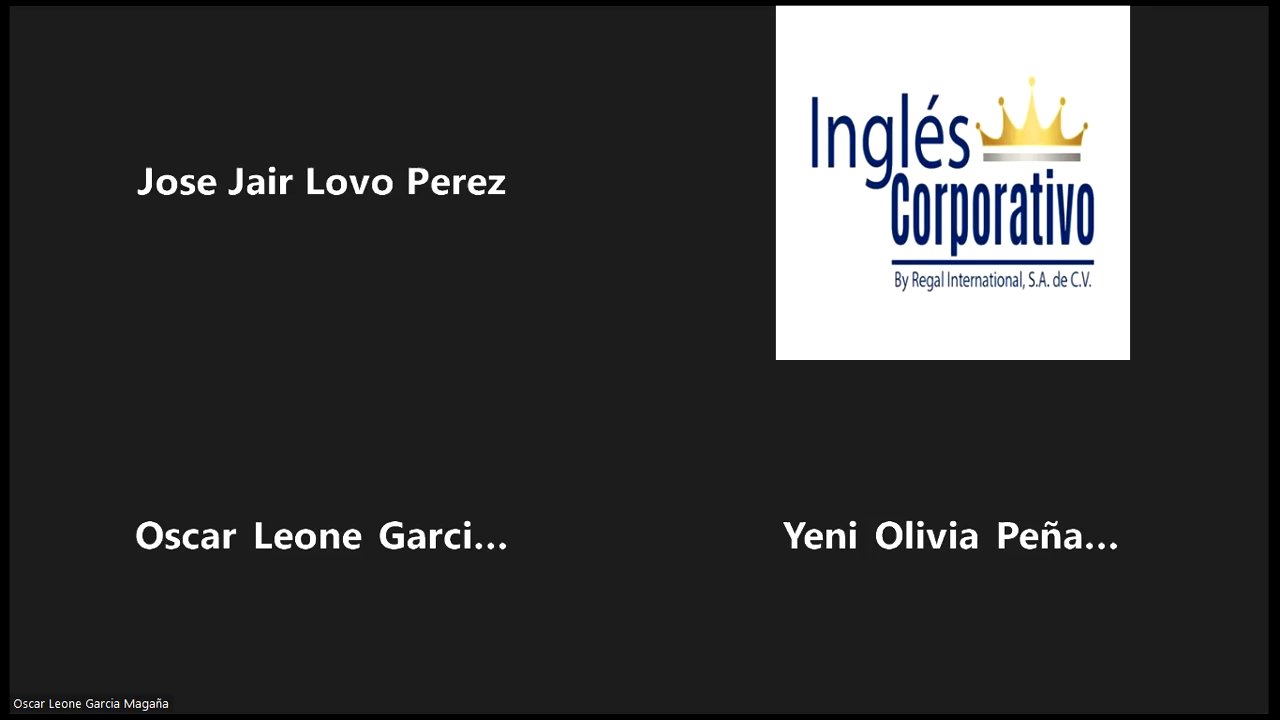 Jose Jair Lovo Perez
Inglés
Corporativo
By Regal International, S.A. de C.V.
Oscar Leone Garci...
Yeni Olivia Peña...
Oscar Leone Garcia Magaña